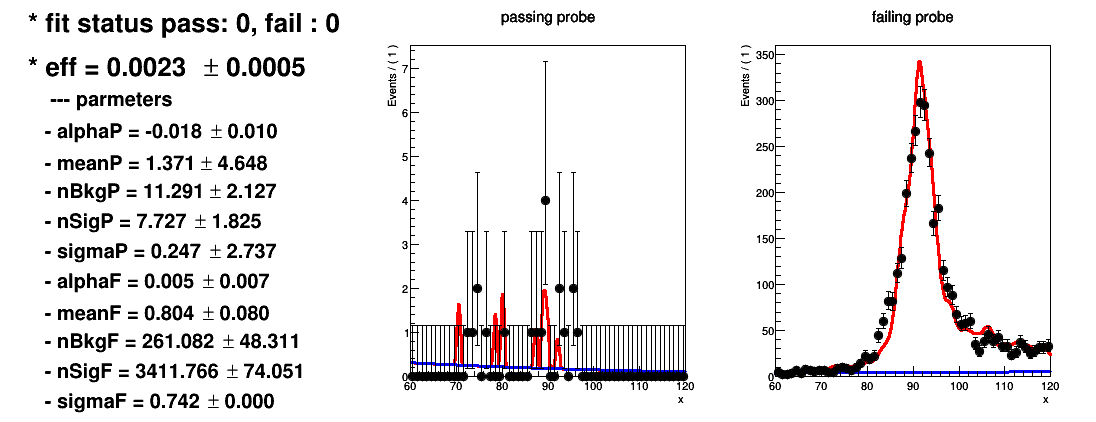 * fit status pass: 0, fail : 0
* eff = 0.0023 ± 0.0005
--- parmeters
- alphaP = -0.018 ± 0.010
- meanP = 1.371 ± 4.648
- nBkgP = 11.291 ± 2.127
- nSigP = 7.727 ± 1.825
- sigmaP = 0.247 ± 2.737
- alphaF = 0.005 ± 0.007
- meanF = 0.804 ± 0.080
- nBkgF = 261.082 ± 48.311
- nSigF = 3411.766 ± 74.051
- sigmaF = 0.742 ± 0.000
passing probe
Events / ( 1 )
7
6
5
4
3
2
1
0
60 70 80 90 100 110 120
x
failing probe
Events / ( 1 )
350
300
250
200
150
100
50
0
60 70 80 90 100 110 120
x